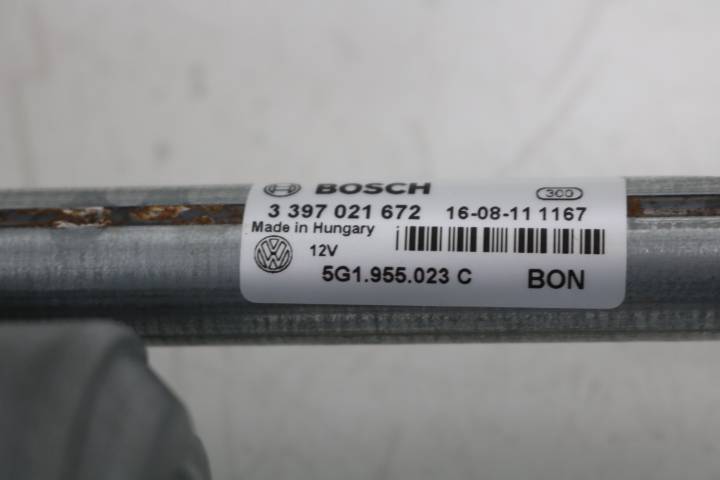 BOSCH 300
3 397 021 672 16-08-11 1167
Made in Hungary
12V
5G1.955.023 C BON